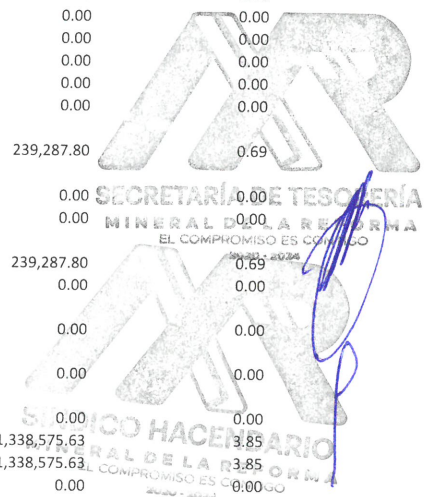 0.00 0.00
0.00 0.00
0.00 0.00
0.00 0.00
0.00 0.00
239,287.80 0.69
0.00 0.00
SECRETARÍA DE TESORERÍA
0.00 0.00
MINERAL DE LA REFORMA
EL COMPROMISO ES CONTIGO
2020 - 2024
239,287.80 0.69
0.00 0.00
0.00 0.00
0.00 0.00
0.00 0.00
SÍNDICO HACENDARIO
1,338,575.63 3.85
MINERAL DE LA REFORMA
1,338,575.63 3.85
EL COMPROMISO ES CONTIGO
0.00 0.00